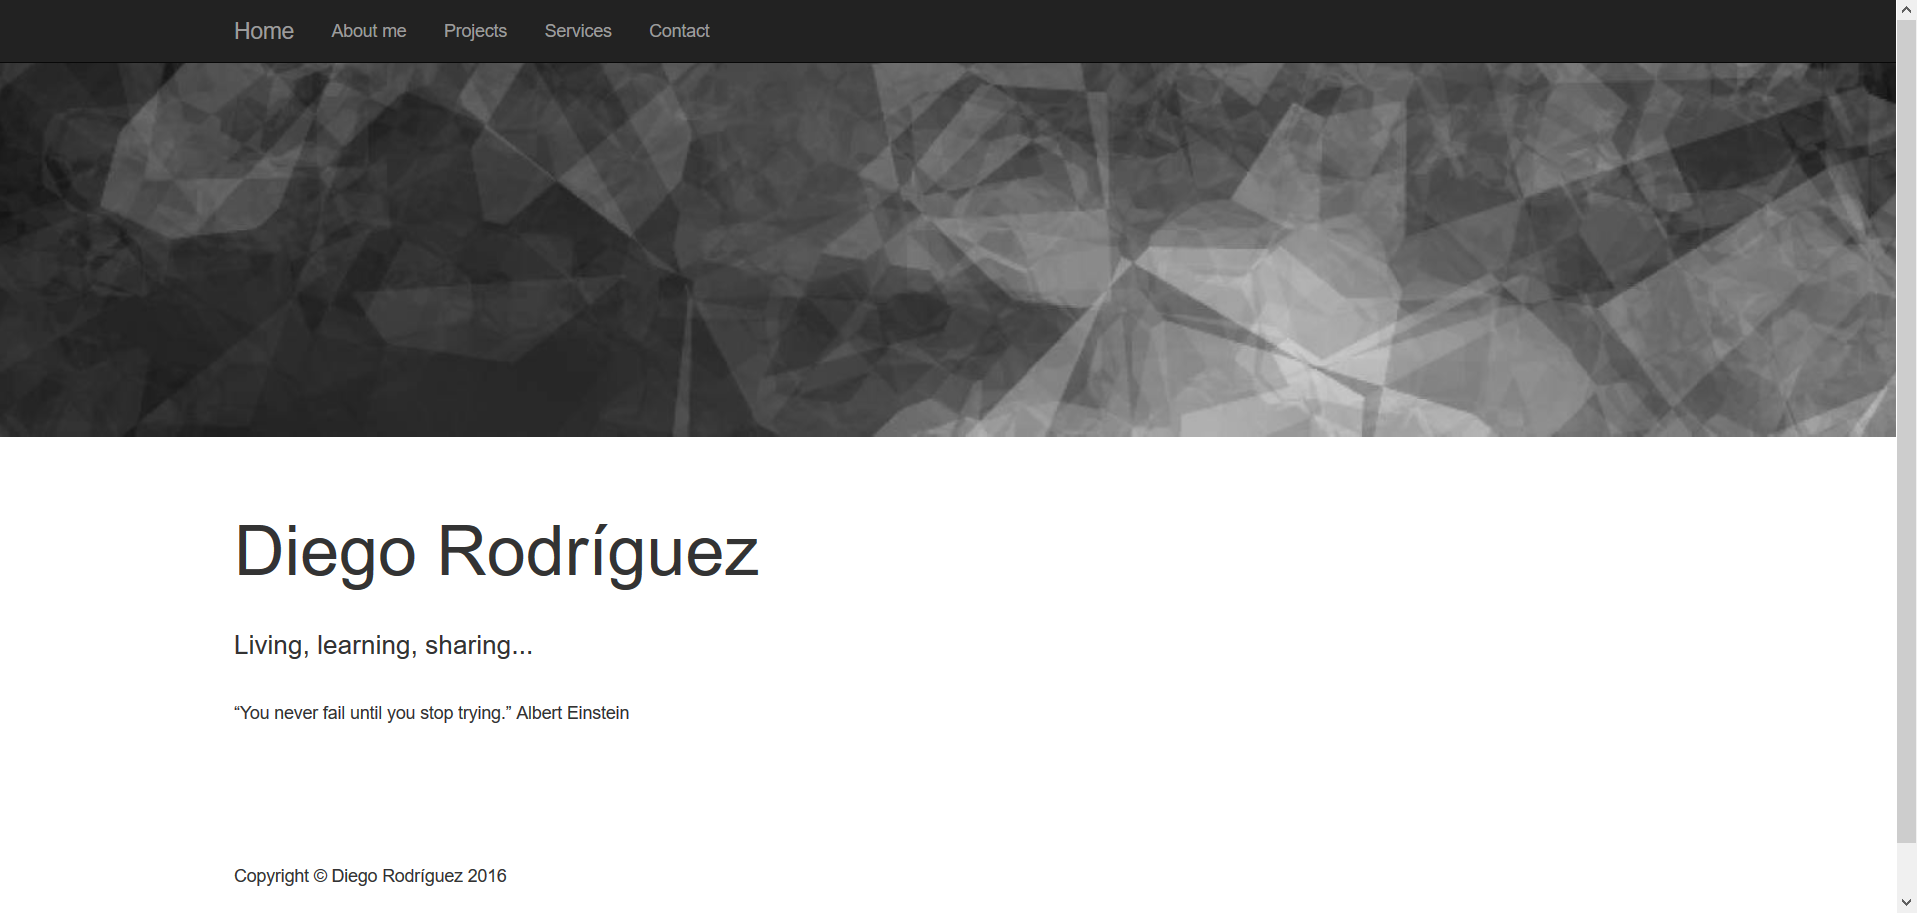 Home About me Projects Services Contact
Diego Rodríguez
Living, learning, sharing...
“You never fail until you stop trying.” Albert Einstein
Copyright © Diego Rodríguez 2016